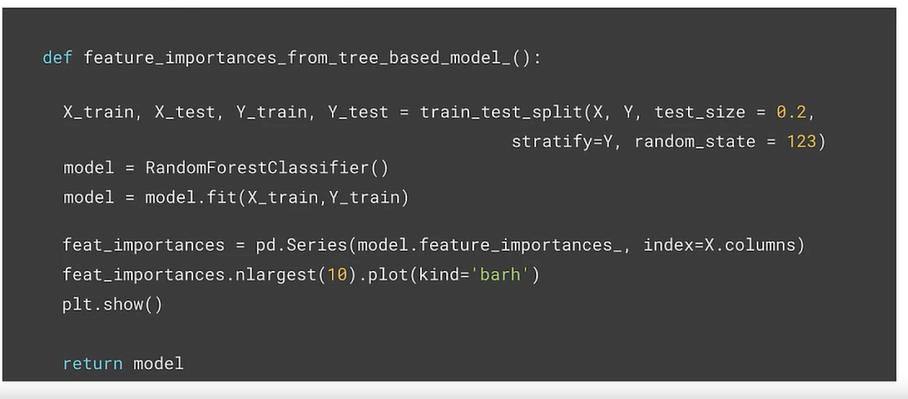 def feature_importances_from_tree_based_model_():
X_train, X_test, Y_train, Y_test = train_test_split(X, Y, test_size = 0.2,
stratify=Y, random_state = 123)
model = RandomForestClassifier()
model = model.fit(X_train,Y_train)
feat_importances = pd.Series(model.feature_importances_, index=X.columns)
feat_importances.nlargest(10).plot(kind='barh')
plt.show()
return model